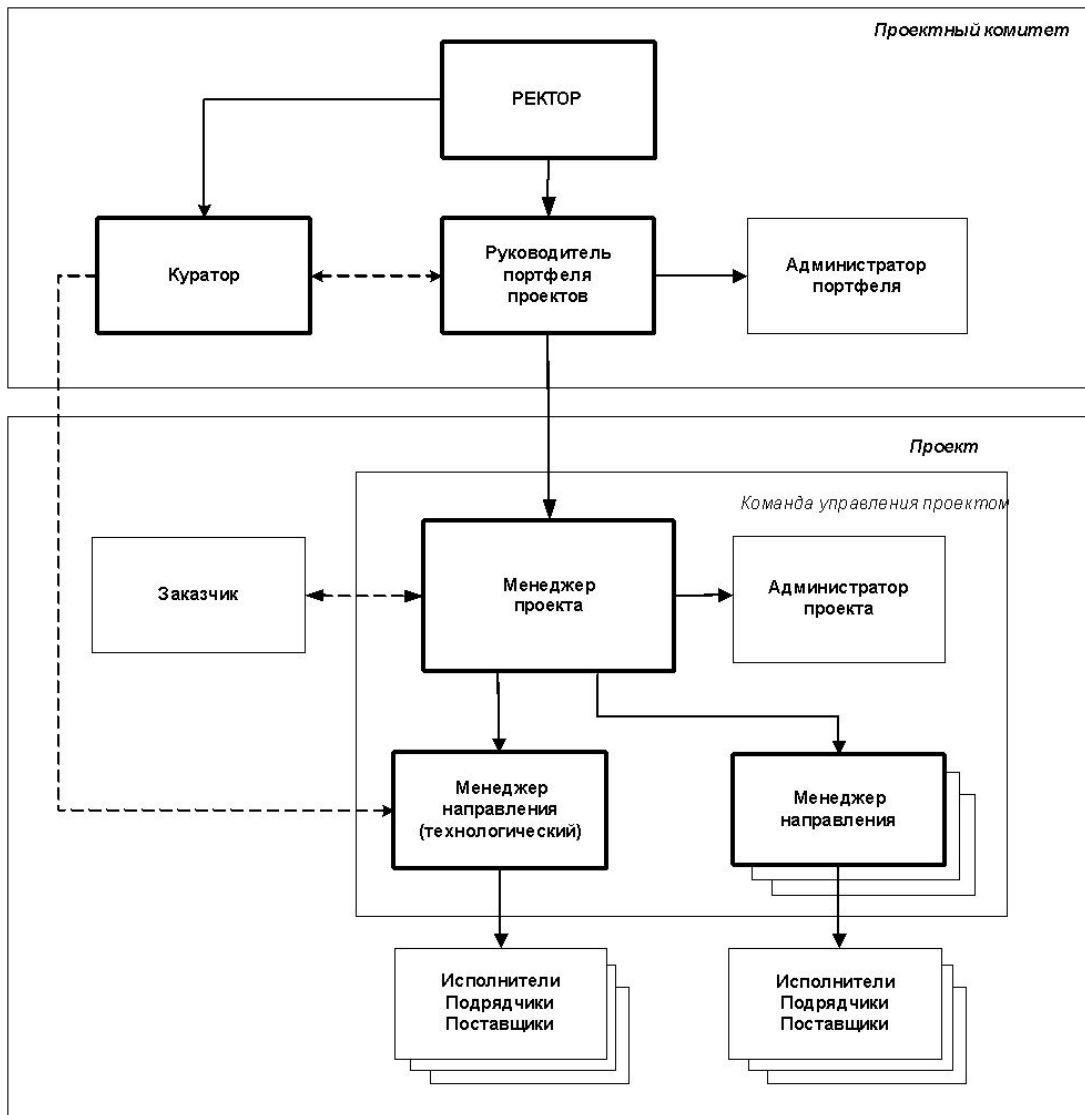 Проектный комитет
РЕКТОР
Куратор
Руководитель
портфеля
проектов
Администратор
портфеля
Проект
Команда управления проектом
Заказчик
Менеджер
проекта
Администратор
проекта
Менеджер
направления
(технологический)
Менеджер
направления
Исполнители
Подрядчики
Поставщики
Исполнители
Подрядчики
Поставщики